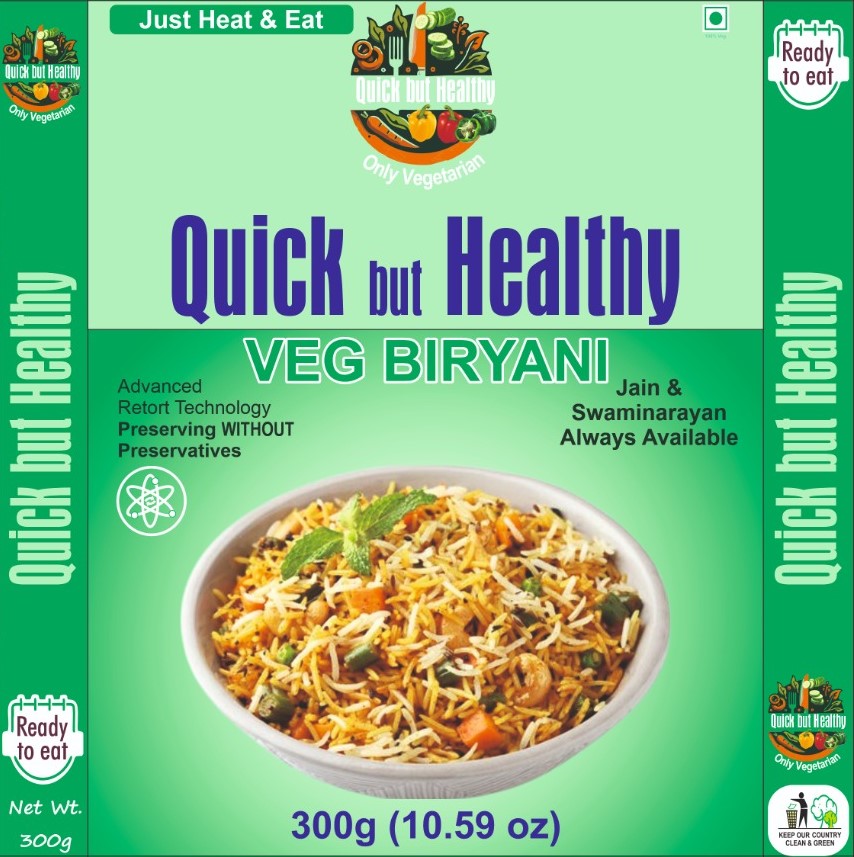 Quick but Healthy
Only Vegetarian
Quick but Healthy
Ready
to eat
Net Wt.
300g
Just Heat & Eat
Quick but Healthy
Only Vegetarian
100% Veg
Quick but Healthy
VEG BIRYANI
Advanced
Retort Technology
Preserving WITHOUT
Preservatives
Jain &
Swaminarayan
Always Available
300g (10.59 oz)
Ready
to eat
Quick but Healthy
Quick but Healthy
Only Vegetarian
KEEP OUR COUNTRY
CLEAN & GREEN